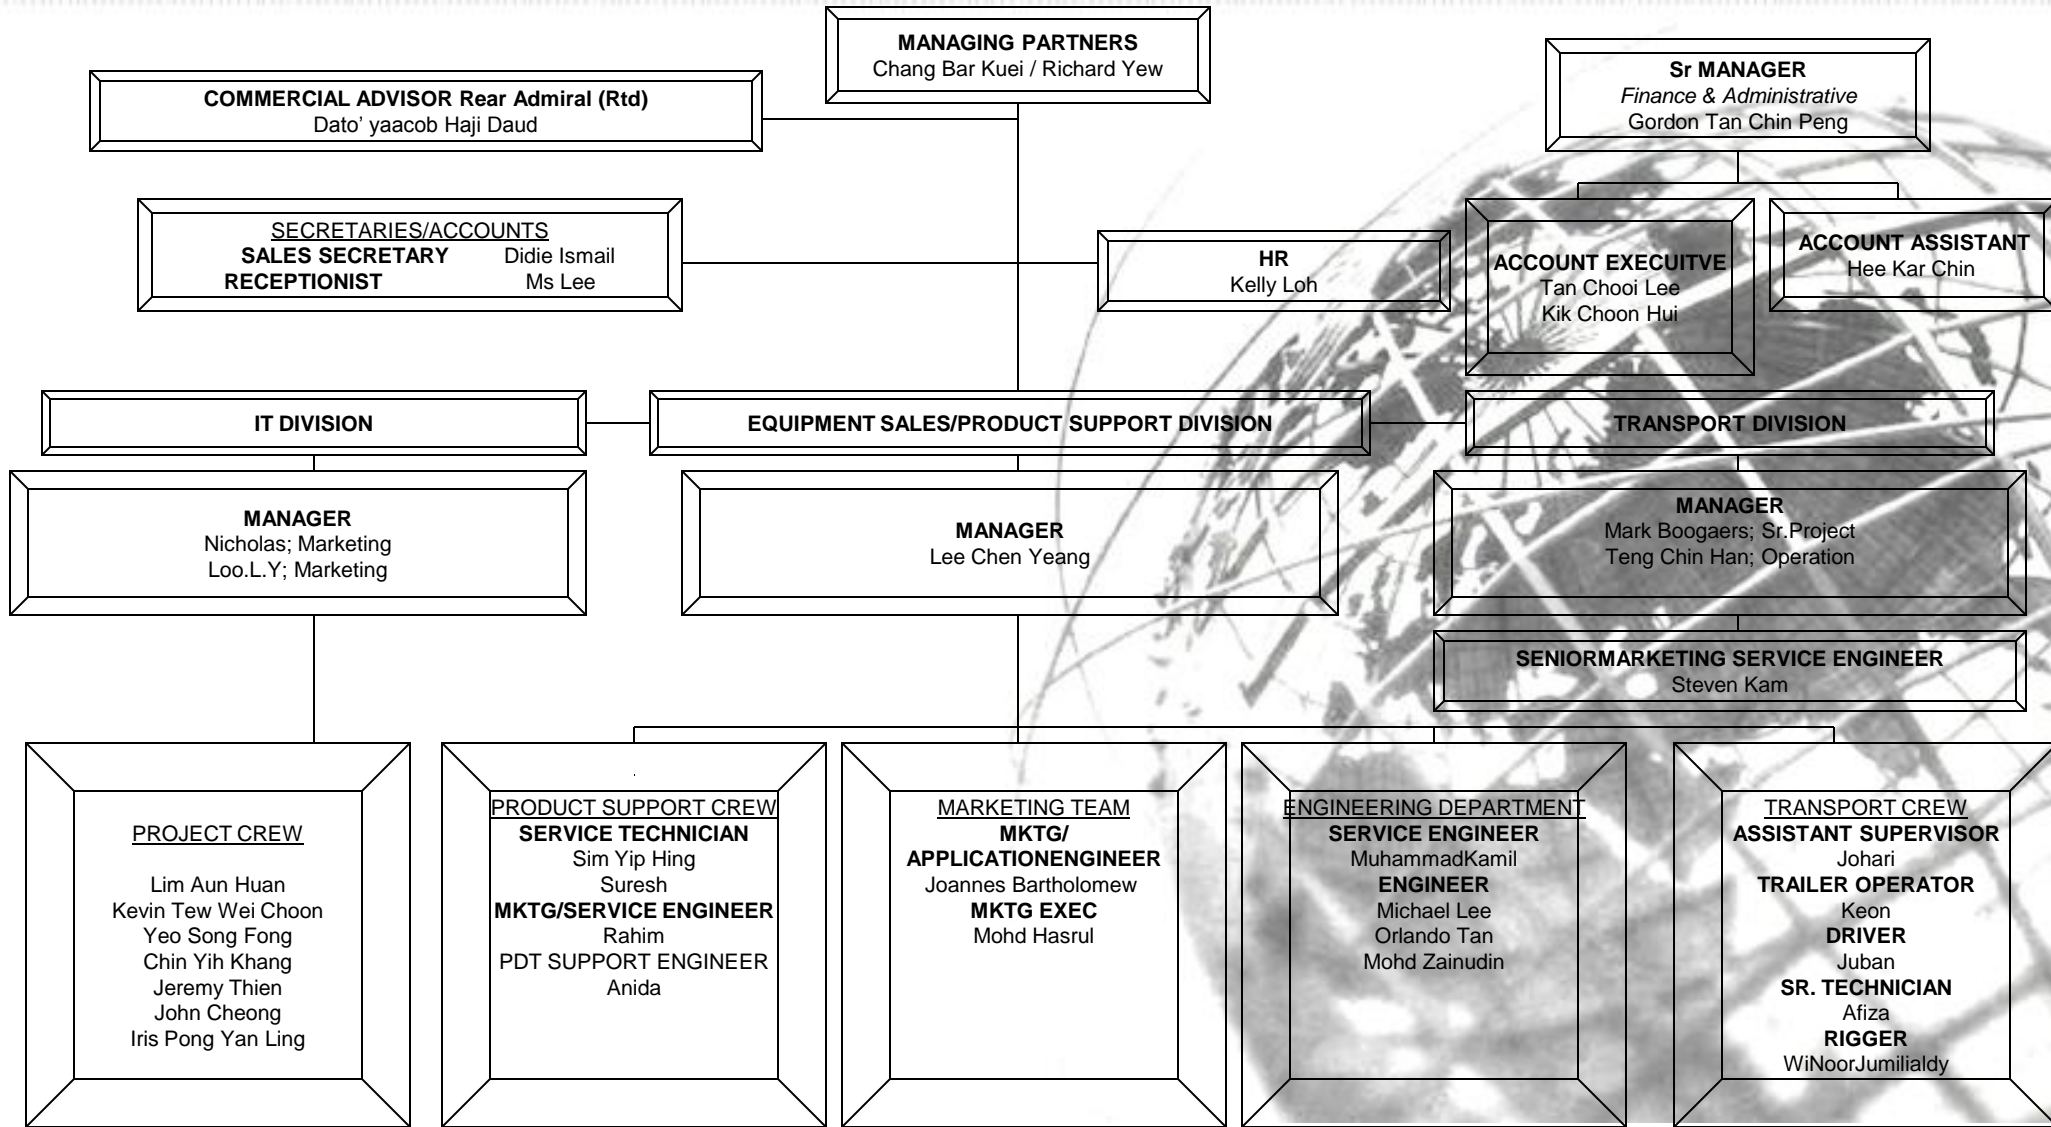 MANAGING PARTNERS
Chang Bar Kuei / Richard Yew
COMMERCIAL ADVISOR Rear Admiral (Rtd)
Dato' yaacob Haji Daud
Sr MANAGER
Finance & Administrative
Gordon Tan Chin Peng
SECRETARIES/ACCOUNTS
SALES SECRETARY Didie Ismail
RECEPTIONIST Ms Lee
HR
Kelly Loh
ACCOUNT EXECUITVE
Tan Chooi Lee
Kik Choon Hui
ACCOUNT ASSISTANT
Hee Kar Chin
IT DIVISION
EQUIPMENT SALES/PRODUCT SUPPORT DIVISION
TRANSPORT DIVISION
MANAGER
Nicholas; Marketing
Loo.L.Y; Marketing
MANAGER
Lee Chen Yeang
MANAGER
Mark Boogaers; Sr.Project
Teng Chin Han; Operation
SENIORMARKETING SERVICE ENGINEER
Steven Kam
PROJECT CREW
Lim Aun Huan
Kevin Tew Wei Choon
Yeo Song Fong
Chin Yih Khang
Jeremy Thien
John Cheong
Iris Pong Yan Ling
.
PRODUCT SUPPORT CREW
SERVICE TECHNICIAN
Sim Yip Hing
Suresh
MKTG/SERVICE ENGINEER
Rahim
PDT SUPPORT ENGINEER
Anida
MARKETING TEAM
MKTG/
APPLICATIONENGINEER
Joannes Bartholomew
MKTG EXEC
Mohd Hasrul
ENGINEERING DEPARTMENT
SERVICE ENGINEER
MuhammadKamil
ENGINEER
Michael Lee
Orlando Tan
Mohd Zainudin
TRANSPORT CREW
ASSISTANT SUPERVISOR
Johari
TRAILER OPERATOR
Keon
DRIVER
Juban
SR. TECHNICIAN
Afiza
RIGGER
WiNoorJumilialdy